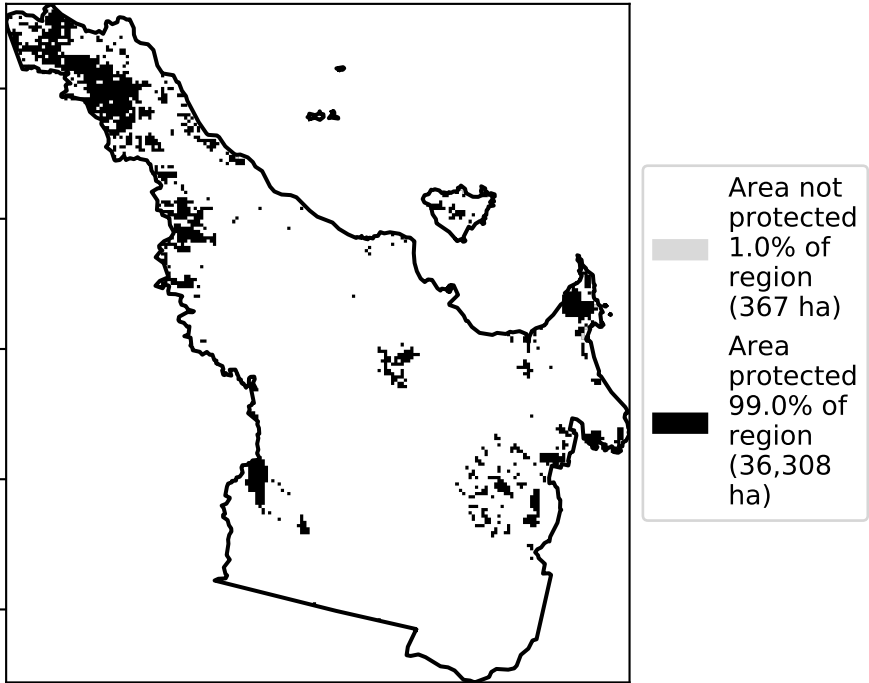 Area not
protected
1.0% of
region
(367 ha)
Area
protected
99.0% of
region
(36,308
ha)